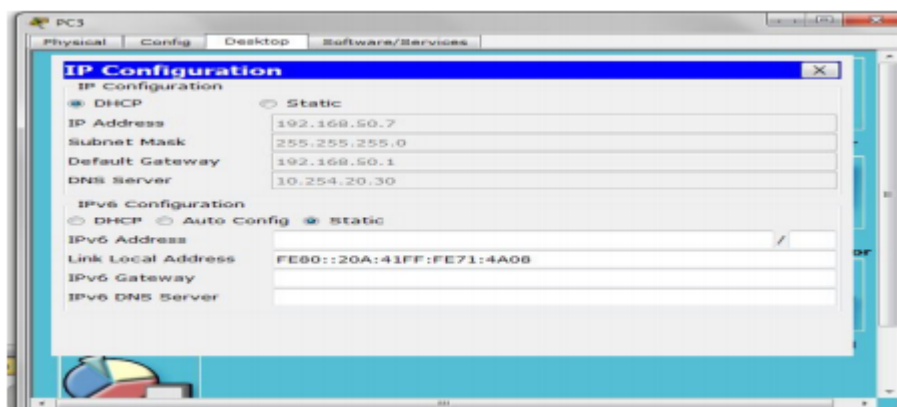 PC3
Physical Config Desktop Software/Services
IP Configuration
IP Configuration
DHCP Static
IP Address 192.168.50.7
Subnet Mask 255.255.255.0
Default Gateway 192.168.50.1
DNS Server 10.254.20.30
IPv6 Configuration
DHCP Auto Config Static
IPv6 Address /
Link Local Address FE80::20A:41FF:FE71:4A08
IPv6 Gateway
IPv6 DNS Server
or